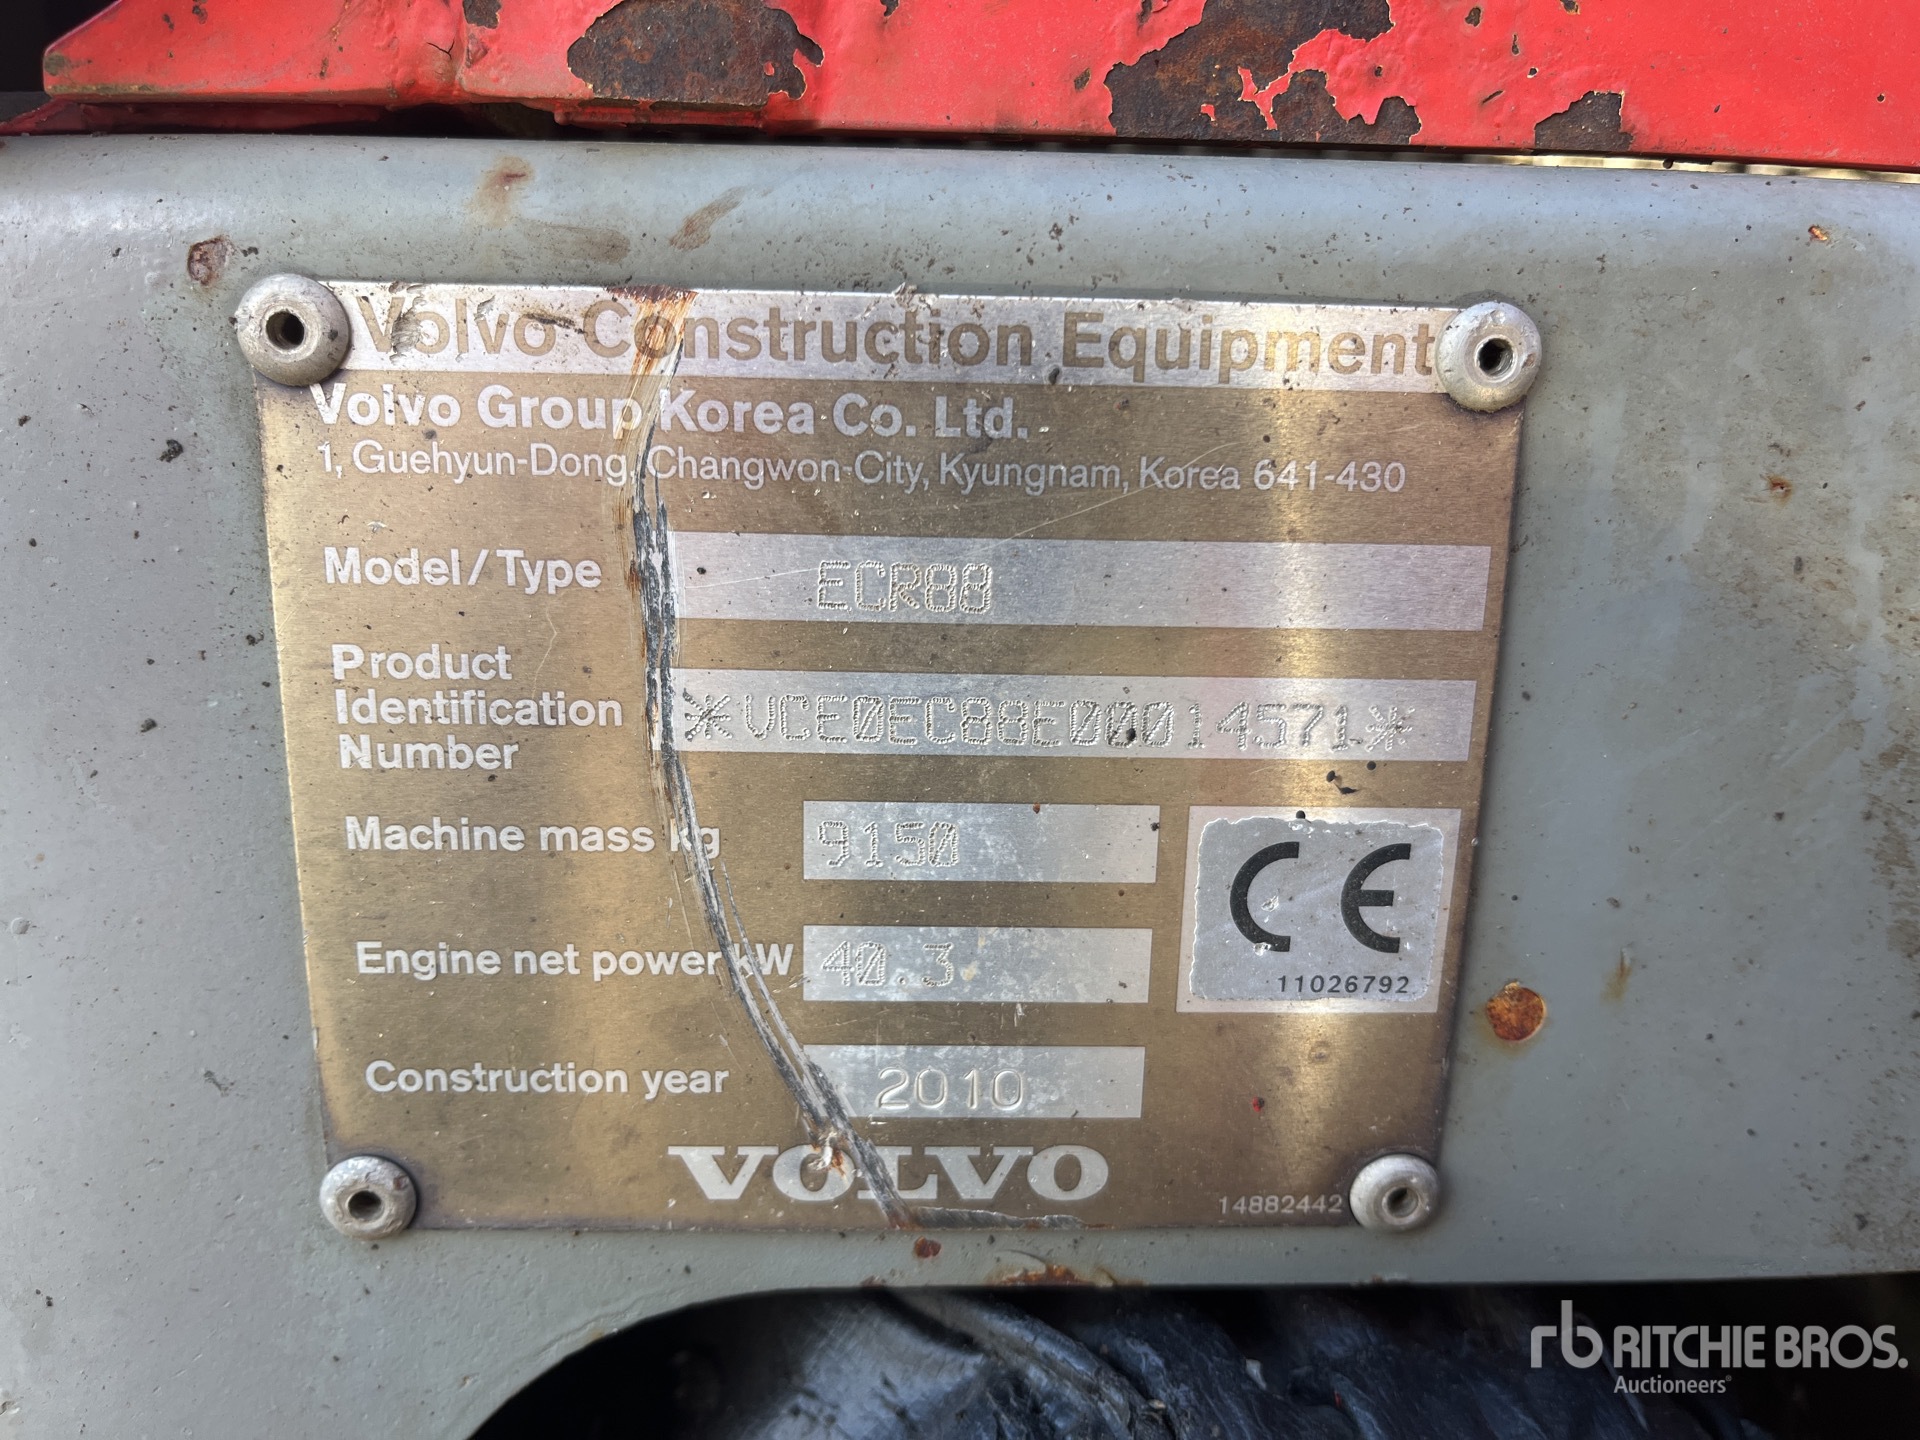 Volvo Construction Equipment
Volvo Group Korea Co. Ltd.
1, Guehyun-Dong, Changwon-City, Kyungnam, Korea 641-430
Model/Type ECR88
Product
Identification
Number *VCE0EC88E00014571*
Machine mass kg 9150
Engine net power kW 40.3
CE
11026792
Construction year 2010
VOLVO
14882442
rb RITCHIE BROS.
Auctioneers